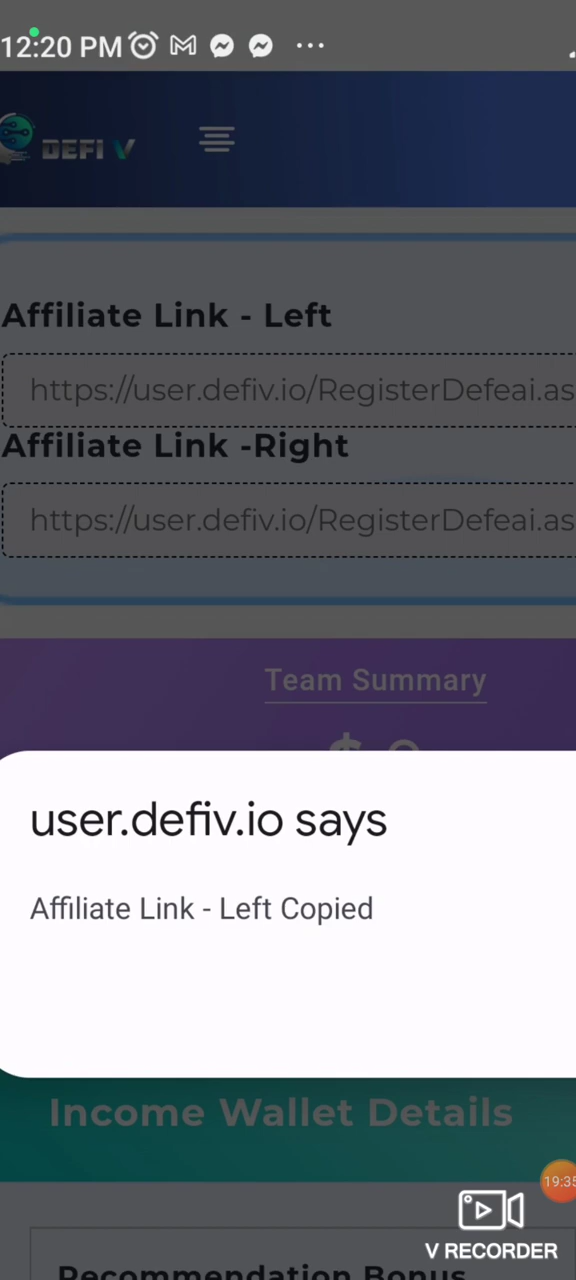 12:20 PM
DEFI V
Affiliate Link - Left
https://user.defiv.io/RegisterDefeai.as
Affiliate Link -Right
https://user.defiv.io/RegisterDefeai.as
Team Summary
user.defiv.io says
Affiliate Link - Left Copied
Income Wallet Details
19:35
V RECORDER
Recommendation Bonus